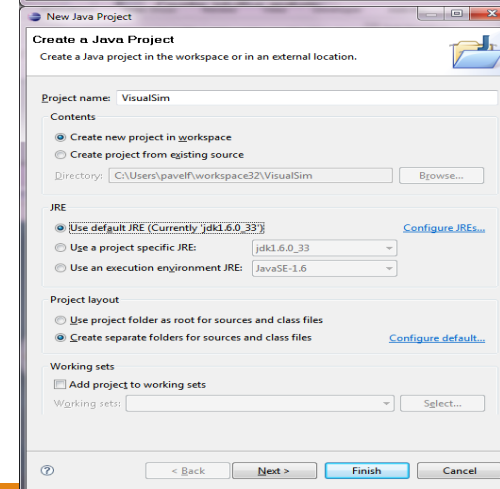 New Java Project
Create a Java Project
Create a Java project in the workspace or in an external location.
Project name: VisualSim
Contents
Create new project in workspace
Create project from existing source
Directory: C:\Users\pavelf\workspace32\VisualSim Browse...
JRE
Use default JRE (Currently 'jdk1.6.0_33') Configure JREs...
Use a project specific JRE: jdk1.6.0_33
Use an execution environment JRE: JavaSE-1.6
Project layout
Use project folder as root for sources and class files
Create separate folders for sources and class files Configure default...
Working sets
Add project to working sets
Working sets: Select...
< Back Next > Finish Cancel